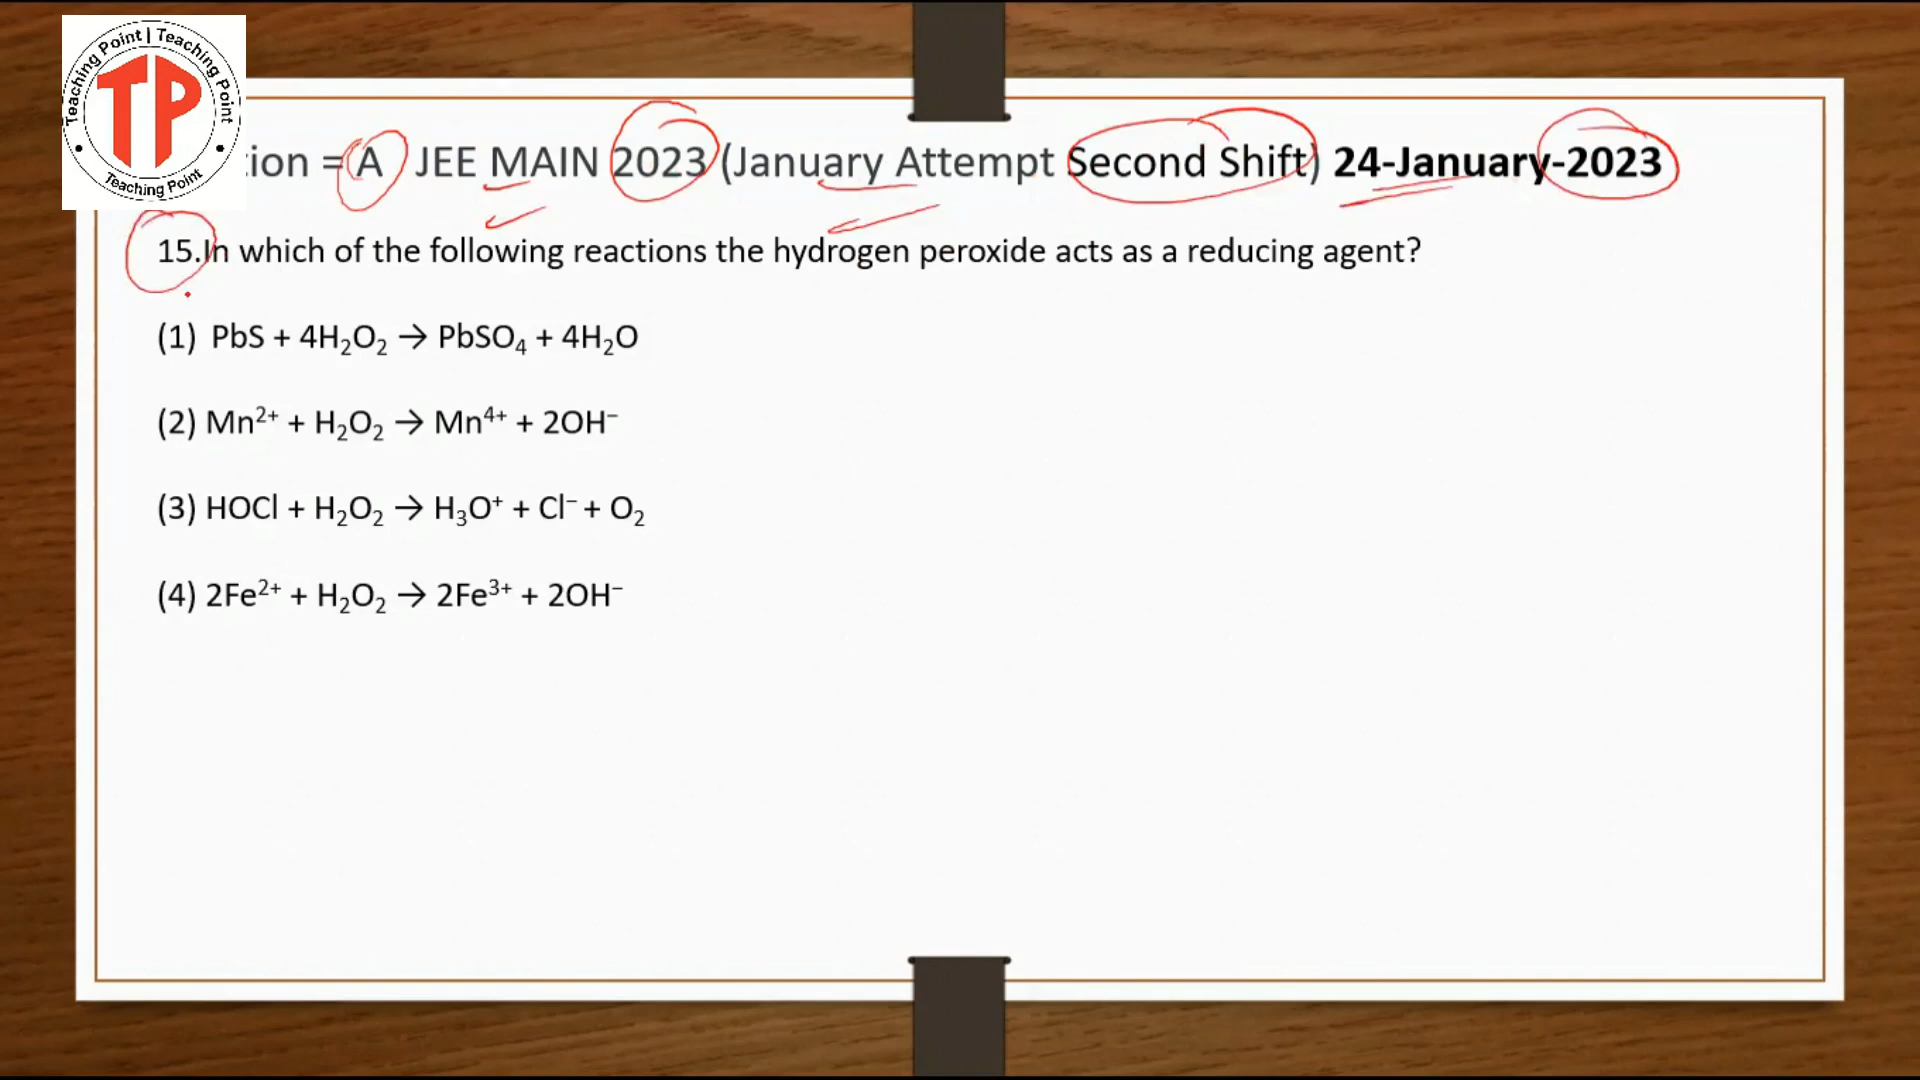 Teaching Point | Teaching Point
TP
Teaching Point
tion = A JEE MAIN 2023 (January Attempt Second Shift) 24-January-2023
15.In which of the following reactions the hydrogen peroxide acts as a reducing agent?
(1) PbS + 4H₂O₂ → PbSO₄ + 4H₂O
(2) Mn²⁺ + H₂O₂ → Mn⁴⁺ + 2OH⁻
(3) HOCl + H₂O₂ → H₃O⁺ + Cl⁻ + O₂
(4) 2Fe²⁺ + H₂O₂ → 2Fe³⁺ + 2OH⁻